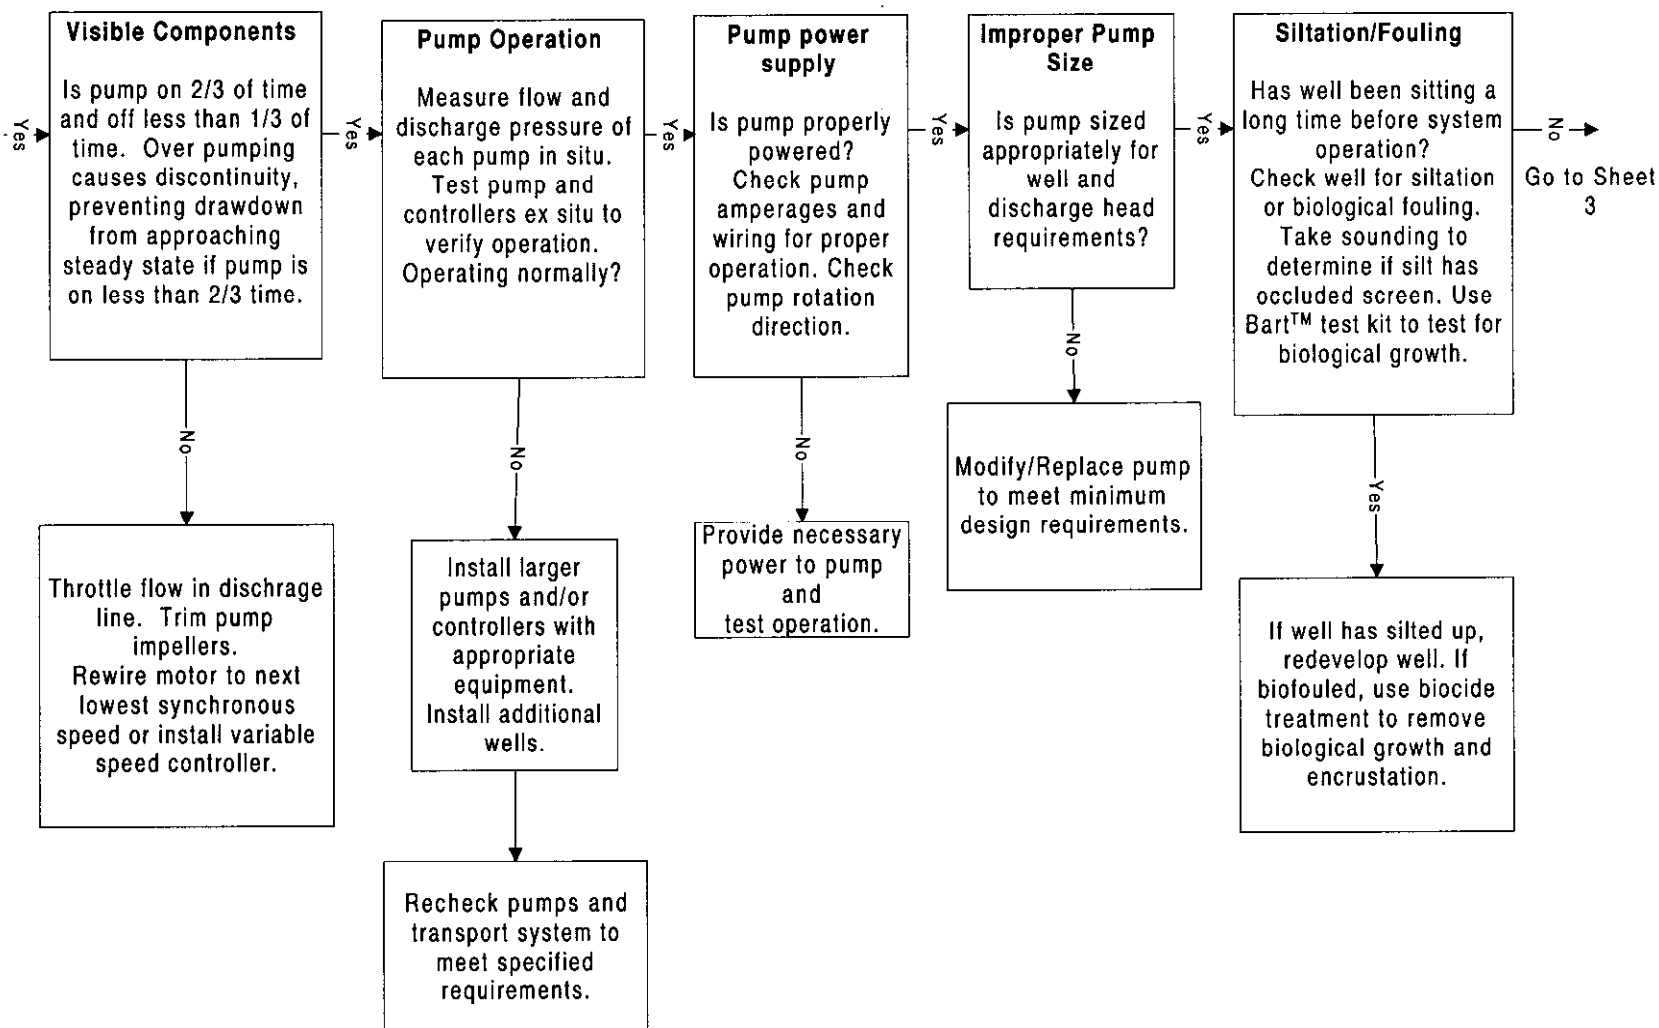 Yes
Visible Components
Is pump on 2/3 of time
and off less than 1/3 of
time. Over pumping
causes discontinuity,
preventing drawdown
from approaching
steady state if pump is
on less than 2/3 time.
No
Throttle flow in dischrage
line. Trim pump
impellers.
Rewire motor to next
lowest synchronous
speed or install variable
speed controller.
Yes
Pump Operation
Measure flow and
discharge pressure of
each pump in situ.
Test pump and
controllers ex situ to
verify operation.
Operating normally?
No
Install larger
pumps and/or
controllers with
appropriate
equipment.
Install additional
wells.
Recheck pumps and
transport system to
meet specified
requirements.
Yes
Pump power
supply
Is pump properly
powered?
Check pump
amperages and
wiring for proper
operation. Check
pump rotation
direction.
No
Provide necessary
power to pump
and
test operation.
Yes
Improper Pump
Size
Is pump sized
appropriately for
well and
discharge head
requirements?
No
Modify/Replace pump
to meet minimum
design requirements.
Yes
Siltation/Fouling
Has well been sitting a
long time before system
operation?
Check well for siltation
or biological fouling.
Take sounding to
determine if silt has
occluded screen. Use
Bart™ test kit to test for
biological growth.
Yes
If well has silted up,
redevelop well. If
biofouled, use biocide
treatment to remove
biological growth and
encrustation.
No
Go to Sheet
3